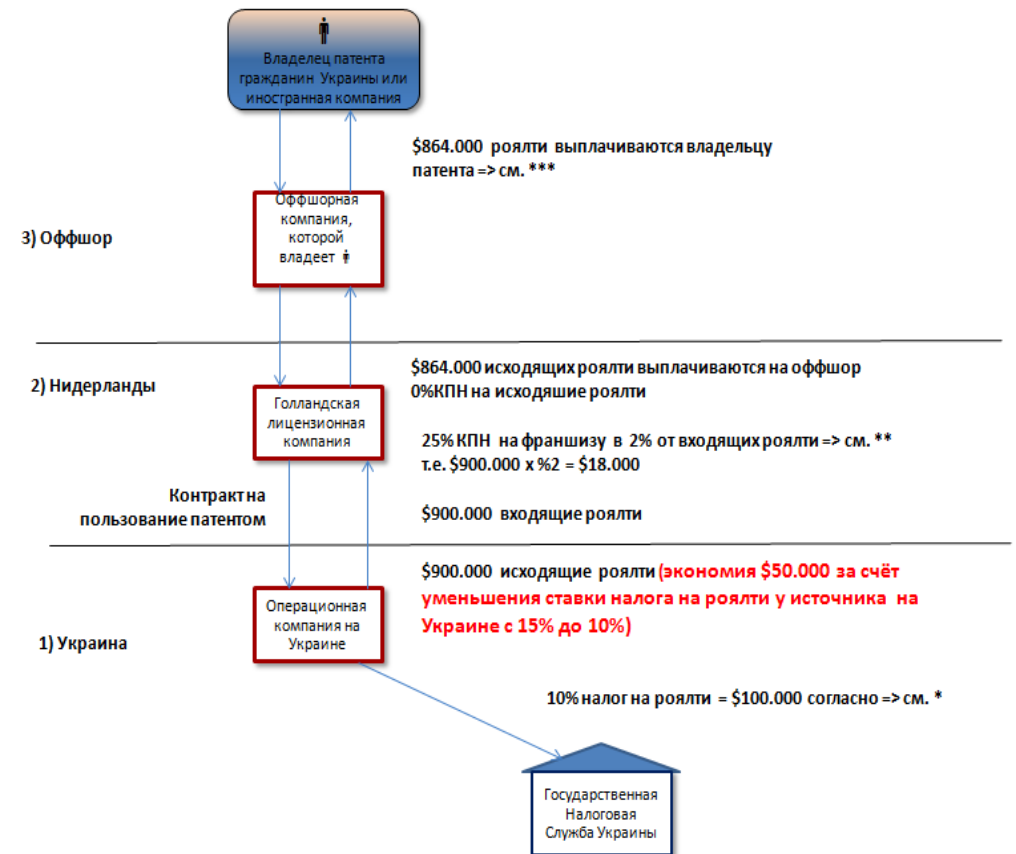 Владелец патента
гражданин Украины или
иностранная компания
$864.000 роялти выплачиваются владельцу
патента => см. ***
Оффшорная
компания,
которой
владеет
3) Оффшор
$864.000 исходящих роялти выплачиваются на оффшор
0%КПН на исходяшие роялти
2) Нидерланды
Голландская
лицензионная
компания
25% КПН на франшизу в 2% от входящих роялти => см. **
т.е. $900.000 x %2 = $18.000
Контракт на
пользование патентом
$900.000 входящие роялти
$900.000 исходящие роялти (экономия $50.000 за счёт
уменьшения ставки налога на роялти у источника на
Украине с 15% до 10%)
Операционная
компания на
Украине
1) Украина
10% налог на роялти = $100.000 согласно => см. *
Государственная
Налоговая
Служба Украины